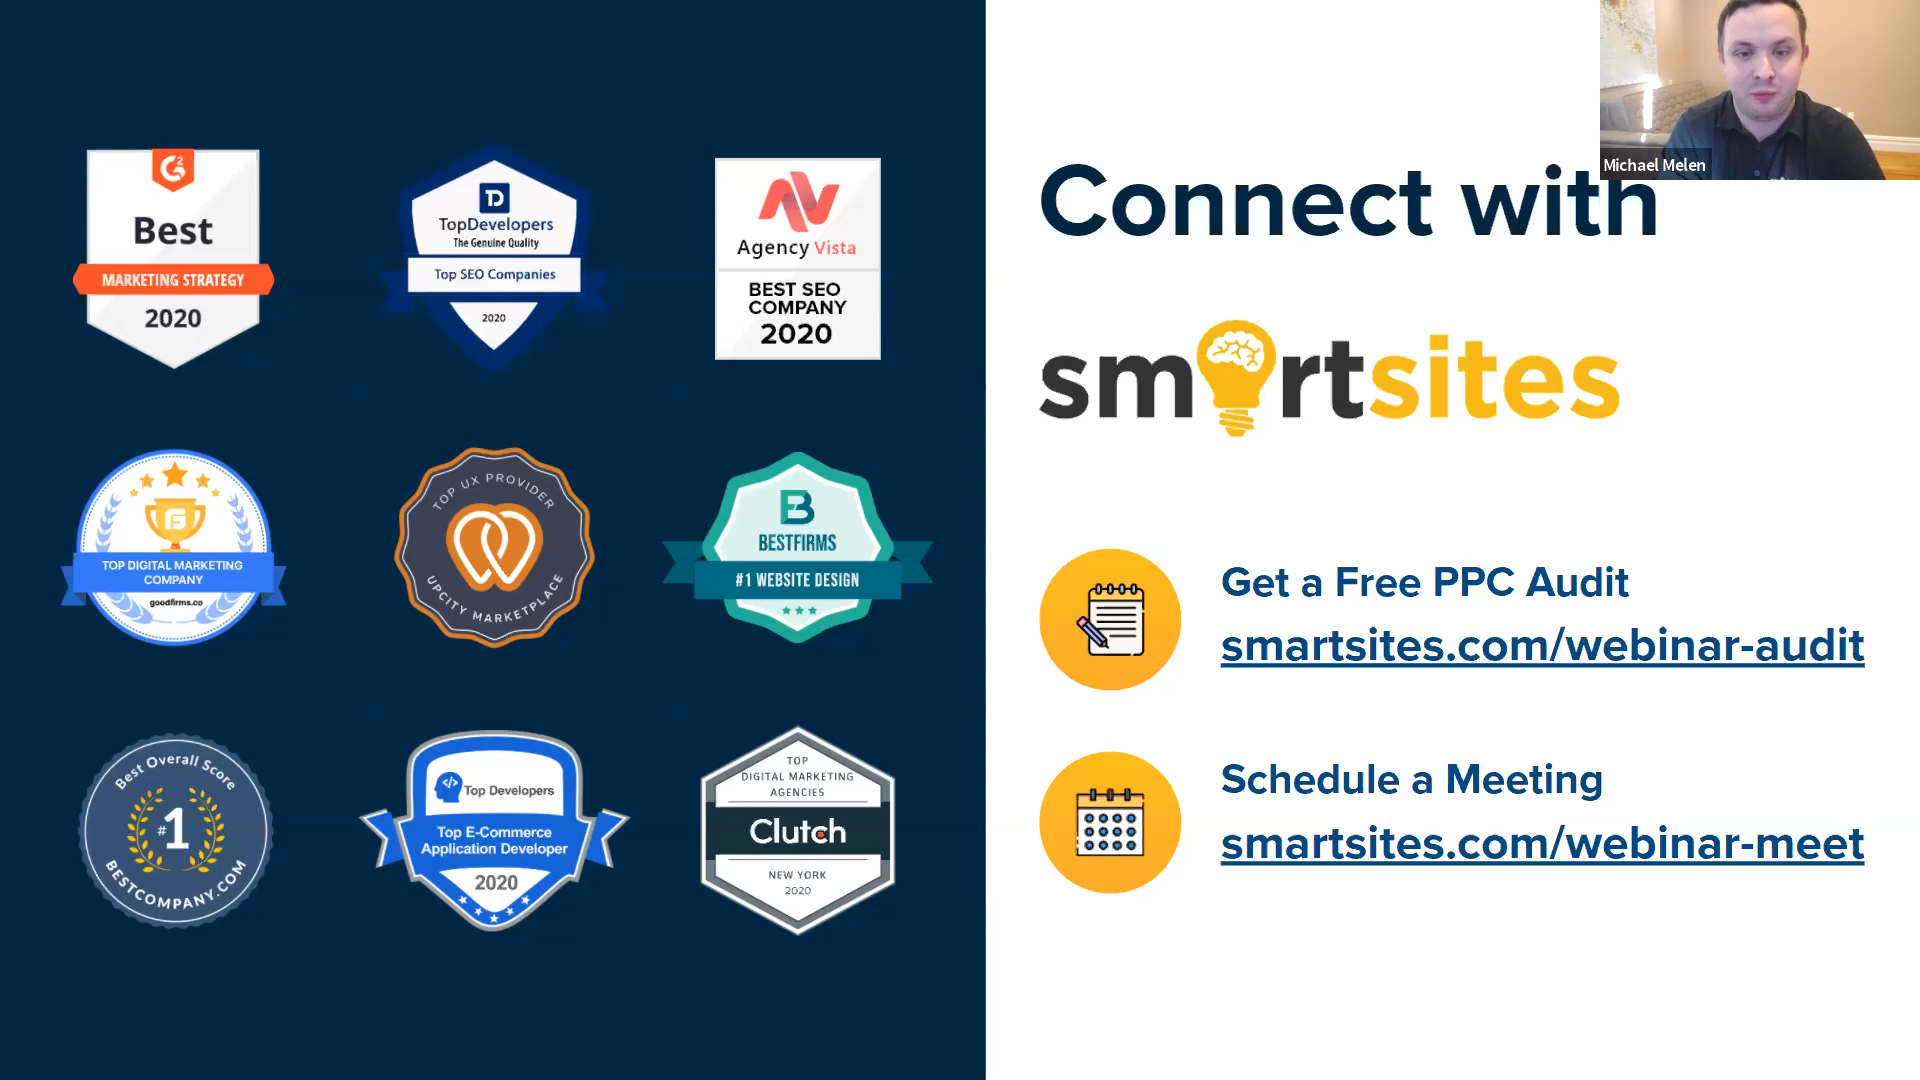 G2
Best
MARKETING STRATEGY
2020
TD
TopDevelopers
The Genuine Quality
Top SEO Companies
2020
Agency Vista
BEST SEO
COMPANY
2020
TOP DIGITAL MARKETING
COMPANY
goodfirms.co
TOP UX PROVIDER
UPCITY MARKETPLACE
BESTFIRMS
#1 WEBSITE DESIGN
Best Overall Score
#1
BESTCOMPANY.COM
Top Developers
Top E-Commerce
Application Developer
2020
TOP
DIGITAL MARKETING
AGENCIES
Clutch
NEW YORK
2020
Michael Melen
Connect with
smartsites
Get a Free PPC Audit
smartsites.com/webinar-audit
Schedule a Meeting
smartsites.com/webinar-meet